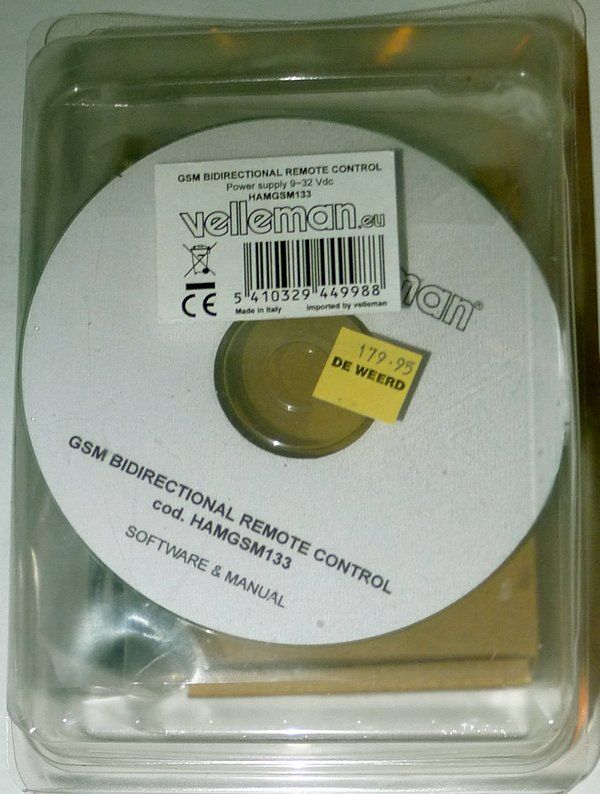 GSM BIDIRECTIONAL REMOTE CONTROL
Power supply 9~32 Vdc
HAMGSM133
velleman.eu
CE
5 410329 449988
Made in Italy imported by velleman
man®
179.95
DE WEERD
GSM BIDIRECTIONAL REMOTE CONTROL
cod. HAMGSM133
SOFTWARE & MANUAL